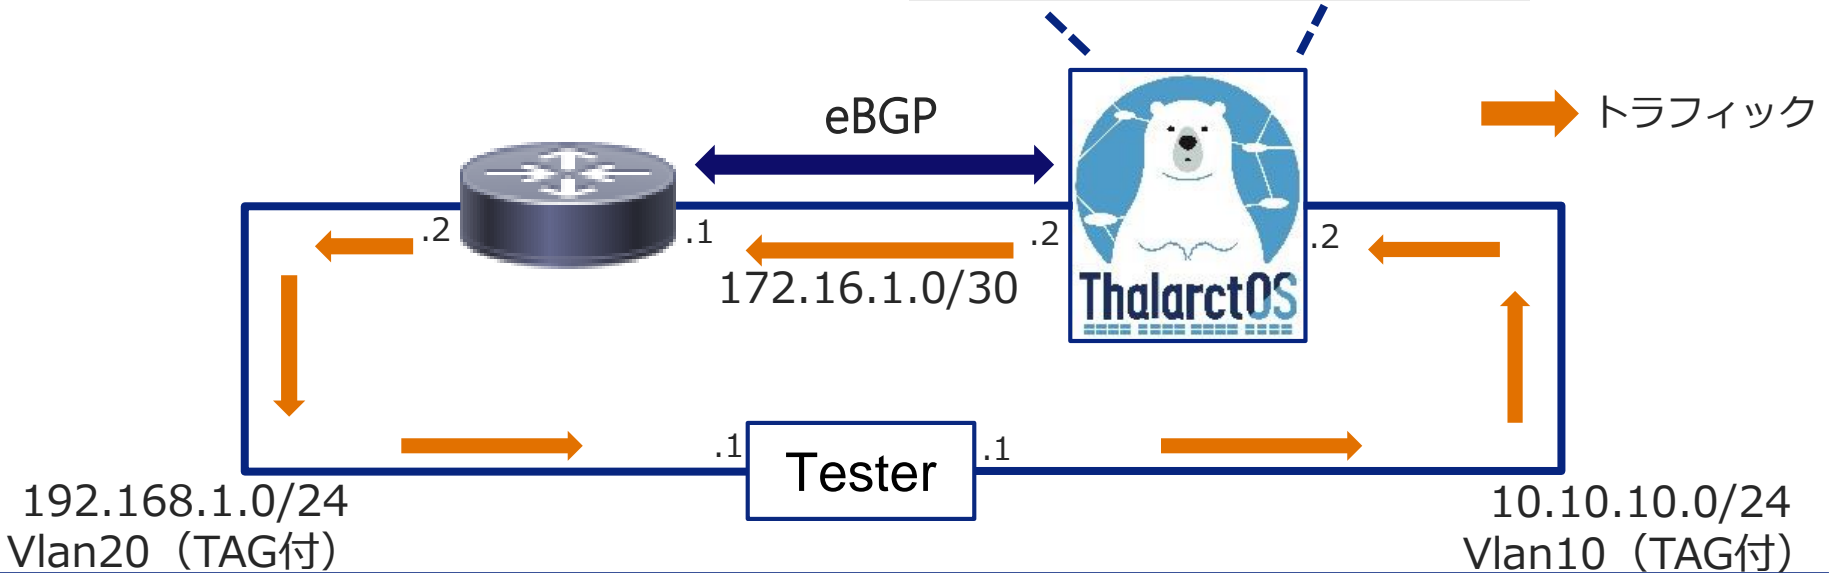 eBGP
トラフィック
.2
.1
.2
.2
172.16.1.0/30
ThalarctOS
.1
Tester
.1
192.168.1.0/24
Vlan20（TAG付）
10.10.10.0/24
Vlan10（TAG付）